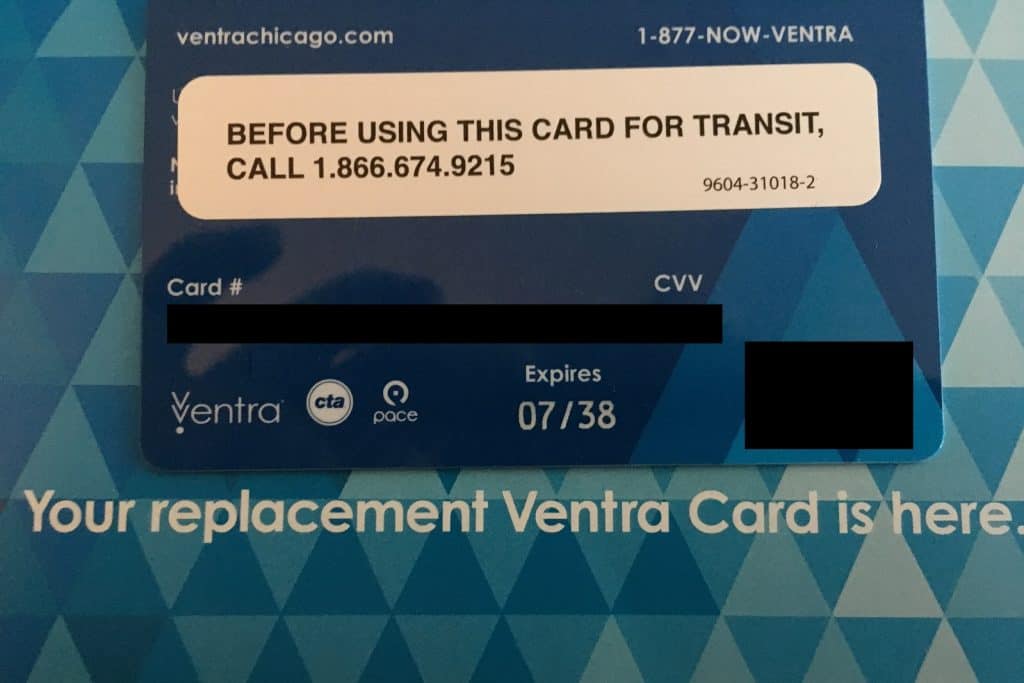 ventrachicago.com 1-877-NOW-VENTRA
BEFORE USING THIS CARD FOR TRANSIT,
CALL 1.866.674.9215
9604-31018-2
Card # CVV
Expires
07/38
Ventra cta pace
Your replacement Ventra Card is here.